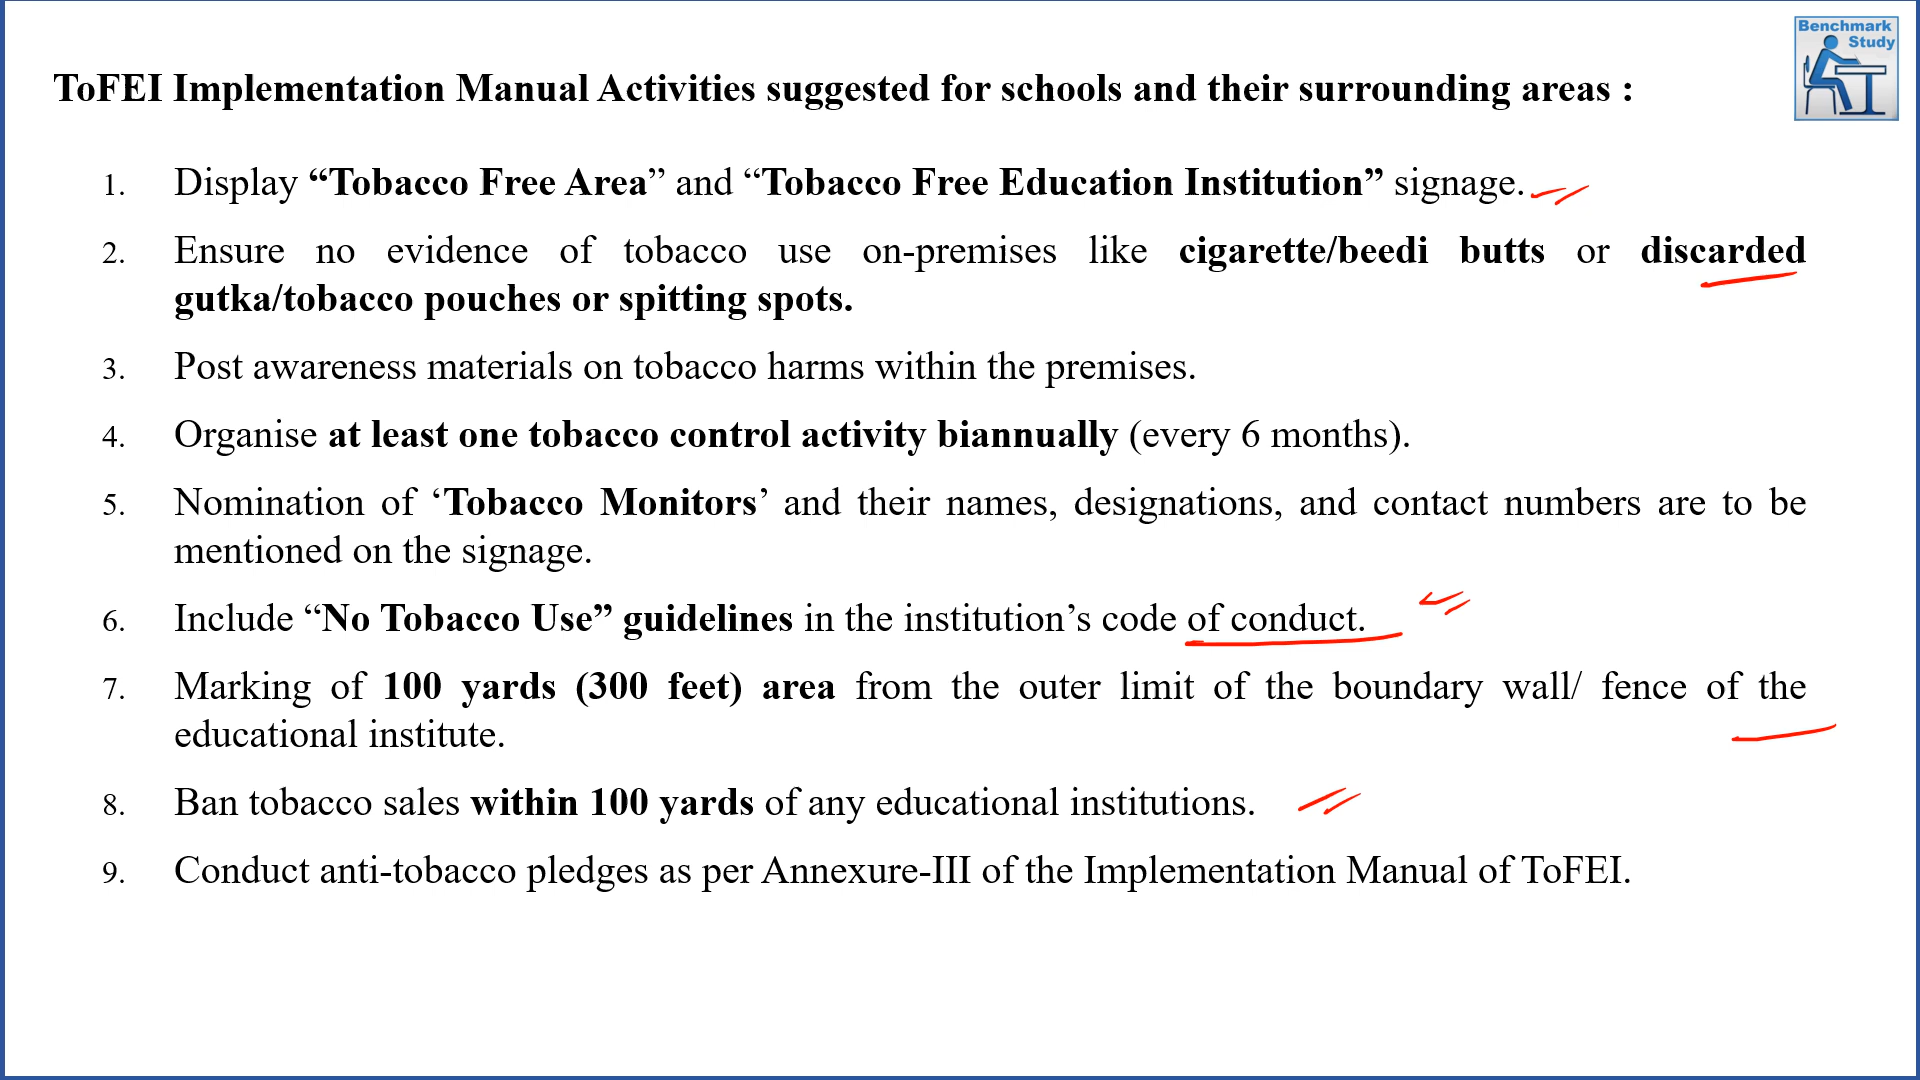 Benchmark
Study
ToFEI Implementation Manual Activities suggested for schools and their surrounding areas :
1. Display “Tobacco Free Area” and “Tobacco Free Education Institution” signage.
2. Ensure no evidence of tobacco use on-premises like cigarette/beedi butts or discarded
gutka/tobacco pouches or spitting spots.
3. Post awareness materials on tobacco harms within the premises.
4. Organise at least one tobacco control activity biannually (every 6 months).
5. Nomination of ‘Tobacco Monitors’ and their names, designations, and contact numbers are to be
mentioned on the signage.
6. Include “No Tobacco Use” guidelines in the institution’s code of conduct.
7. Marking of 100 yards (300 feet) area from the outer limit of the boundary wall/ fence of the
educational institute.
8. Ban tobacco sales within 100 yards of any educational institutions.
9. Conduct anti-tobacco pledges as per Annexure-III of the Implementation Manual of ToFEI.